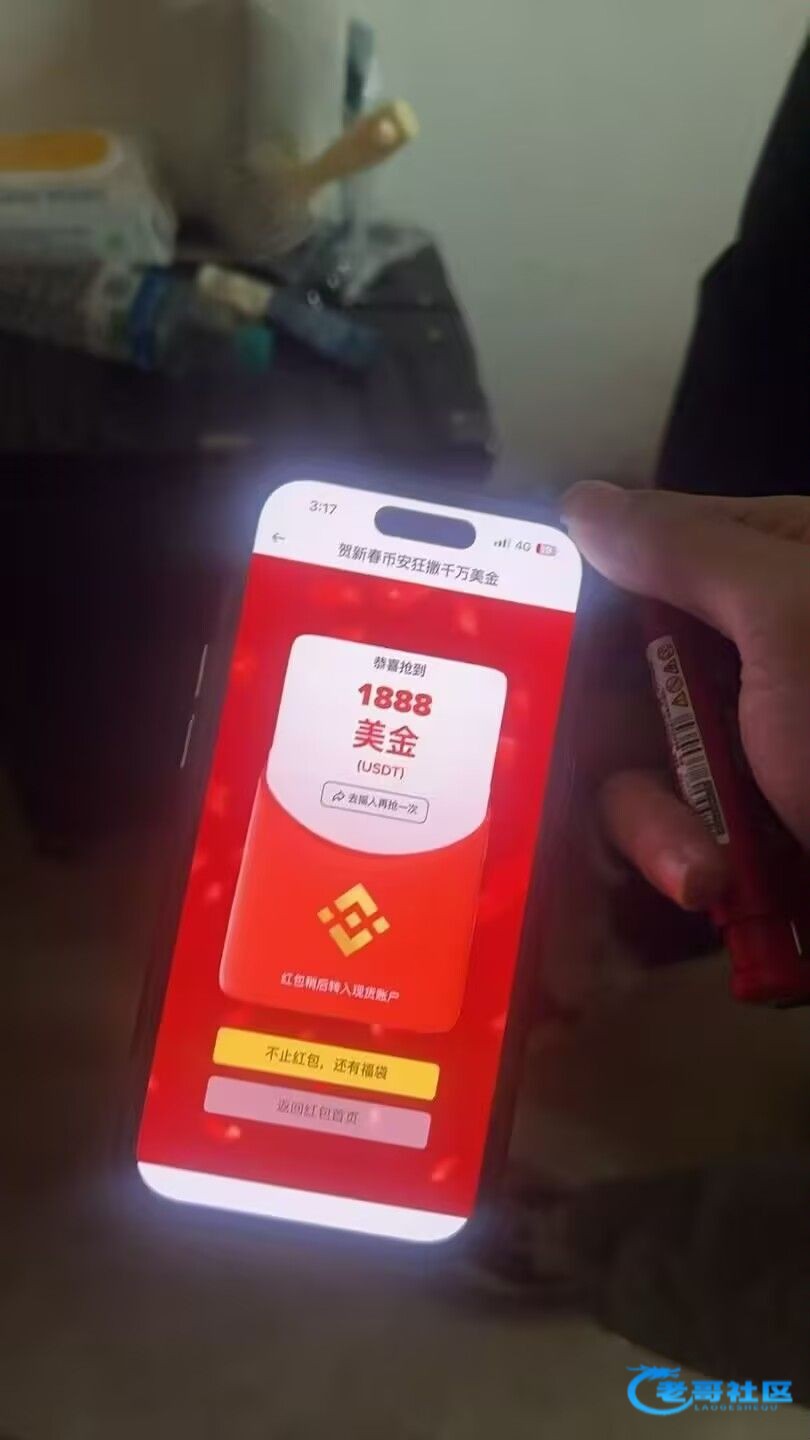 3:17
4G
贺新春币安狂撒千万美金
恭喜抢到
1888
美金
(USDT)
去摇人再抢一次
红包稍后转入现货账户
不止红包，还有福袋
返回红包首页
老哥社区
LAOGESHEQU